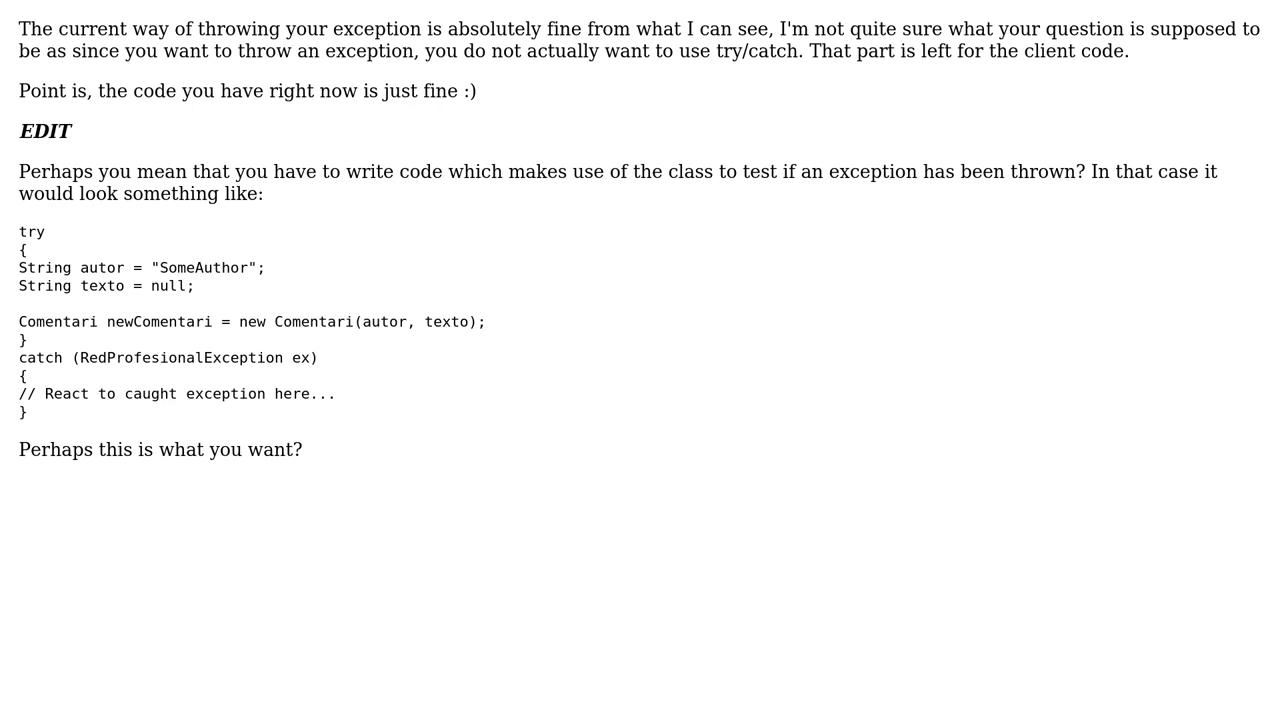 The current way of throwing your exception is absolutely fine from what I can see, I'm not quite sure what your question is supposed to
be as since you want to throw an exception, you do not actually want to use try/catch. That part is left for the client code.
Point is, the code you have right now is just fine :)
EDIT
Perhaps you mean that you have to write code which makes use of the class to test if an exception has been thrown? In that case it
would look something like:
try
{
String autor = "SomeAuthor";
String texto = null;
Comentari newComentari = new Comentari(autor, texto);
}
catch (RedProfesionalException ex)
{
// React to caught exception here...
}
Perhaps this is what you want?